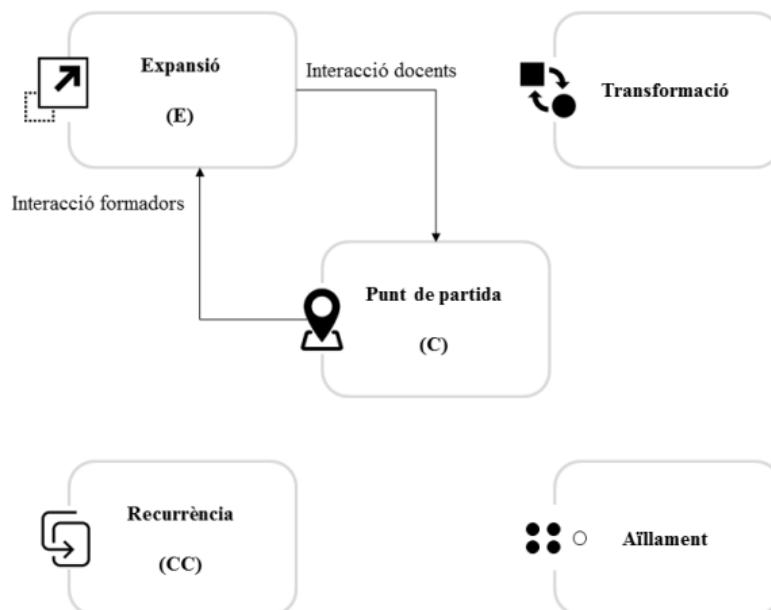 Expansió
(E)
Interacció docents
Transformació
Interacció formadors
Punt de partida
(C)
Recurrència
(CC)
Aïllament